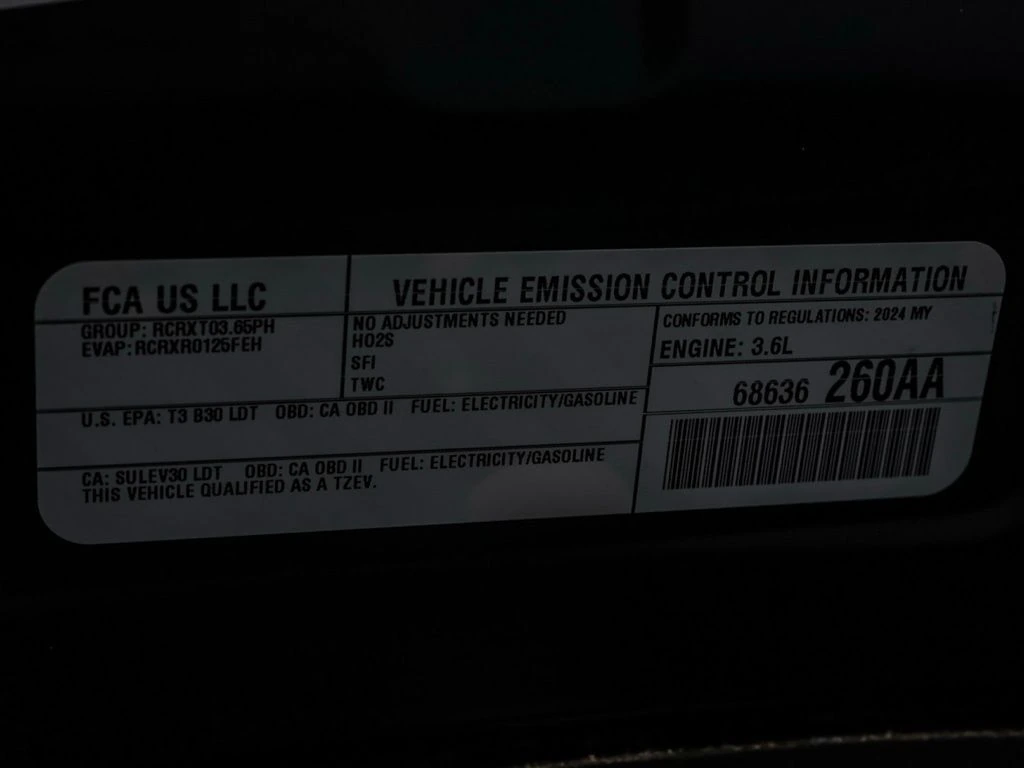 FCA US LLC
VEHICLE EMISSION CONTROL INFORMATION
GROUP: RCRXT03.65PH
EVAP: RCRXR0125FEH
NO ADJUSTMENTS NEEDED
HO2S
SFI
TWC
CONFORMS TO REGULATIONS: 2024 MY
ENGINE: 3.6L
68636 260AA
U.S. EPA: T3 B30 LDT OBD: CA OBD II FUEL: ELECTRICITY/GASOLINE
CA: SULEV30 LDT OBD: CA OBD II FUEL: ELECTRICITY/GASOLINE
THIS VEHICLE QUALIFIED AS A TZEV.